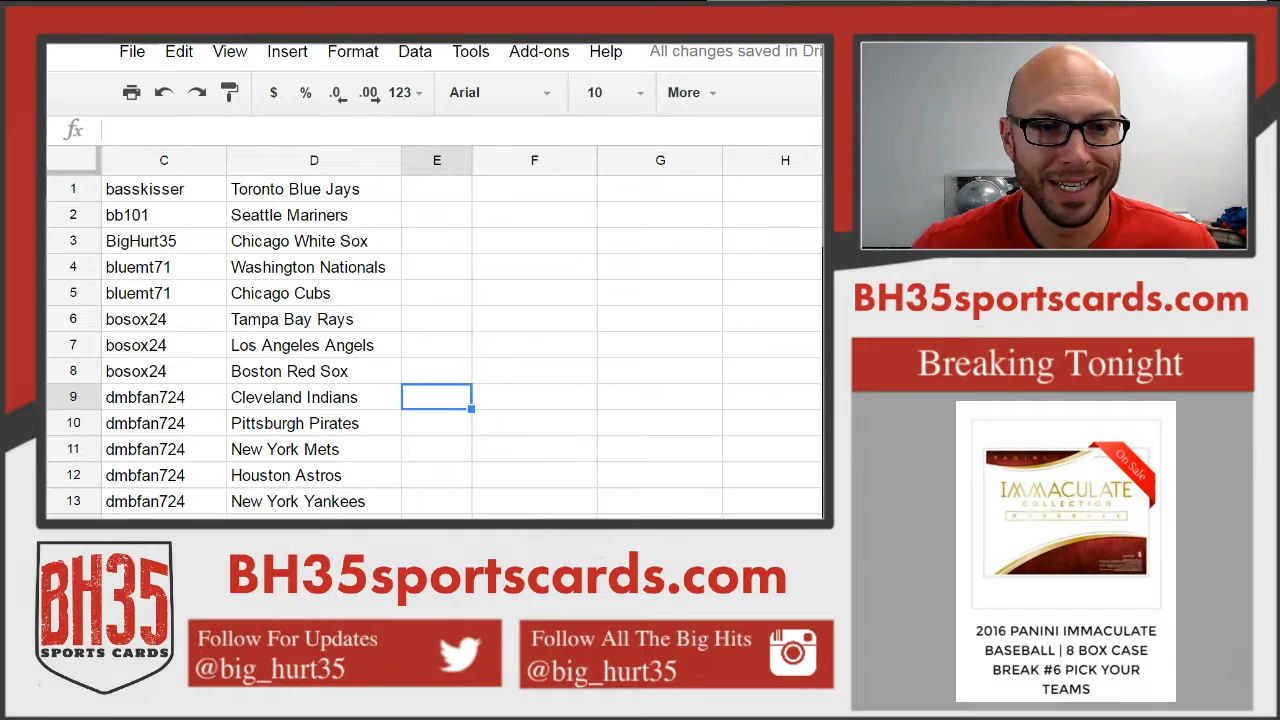 File Edit View Insert Format Data Tools Add-ons Help All changes saved in Dri
$ % .0 .00 123 Arial 10 More
fx
C D E F G H
1 basskisser Toronto Blue Jays
2 bb101 Seattle Mariners
3 BigHurt35 Chicago White Sox
4 bluemt71 Washington Nationals
5 bluemt71 Chicago Cubs
6 bosox24 Tampa Bay Rays
7 bosox24 Los Angeles Angels
8 bosox24 Boston Red Sox
9 dmbfan724 Cleveland Indians
10 dmbfan724 Pittsburgh Pirates
11 dmbfan724 New York Mets
12 dmbfan724 Houston Astros
13 dmbfan724 New York Yankees
BH35sportscards.com
Breaking Tonight
On Sale
PANINI
IMMACULATE
COLLECTION
BASEBALL
2016 PANINI IMMACULATE
BASEBALL | 8 BOX CASE
BREAK #6 PICK YOUR
TEAMS
BH35
SPORTS CARDS
BH35sportscards.com
Follow For Updates
@big_hurt35
Follow All The Big Hits
@big_hurt35